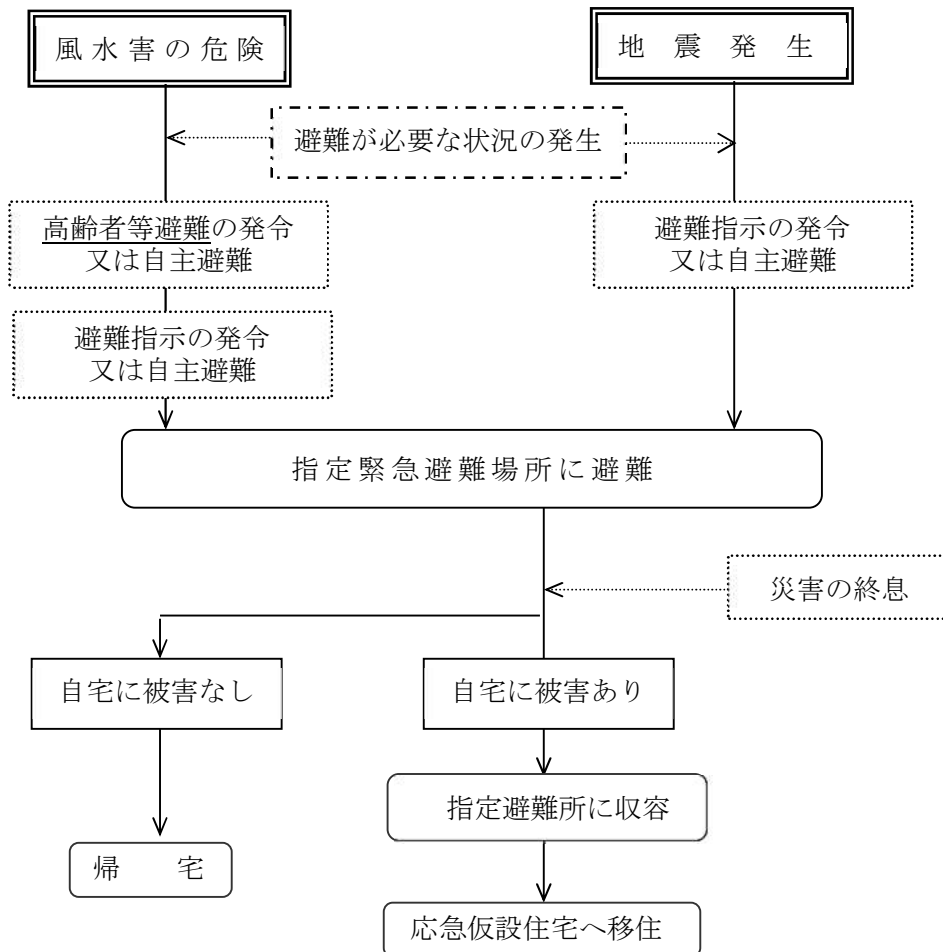 風水害の危険
地震発生
避難が必要な状況の発生
高齢者等避難の発令
又は自主避難
避難指示の発令
又は自主避難
避難指示の発令
又は自主避難
指定緊急避難場所に避難
災害の終息
自宅に被害なし
自宅に被害あり
指定避難所に収容
帰　宅
応急仮設住宅へ移住